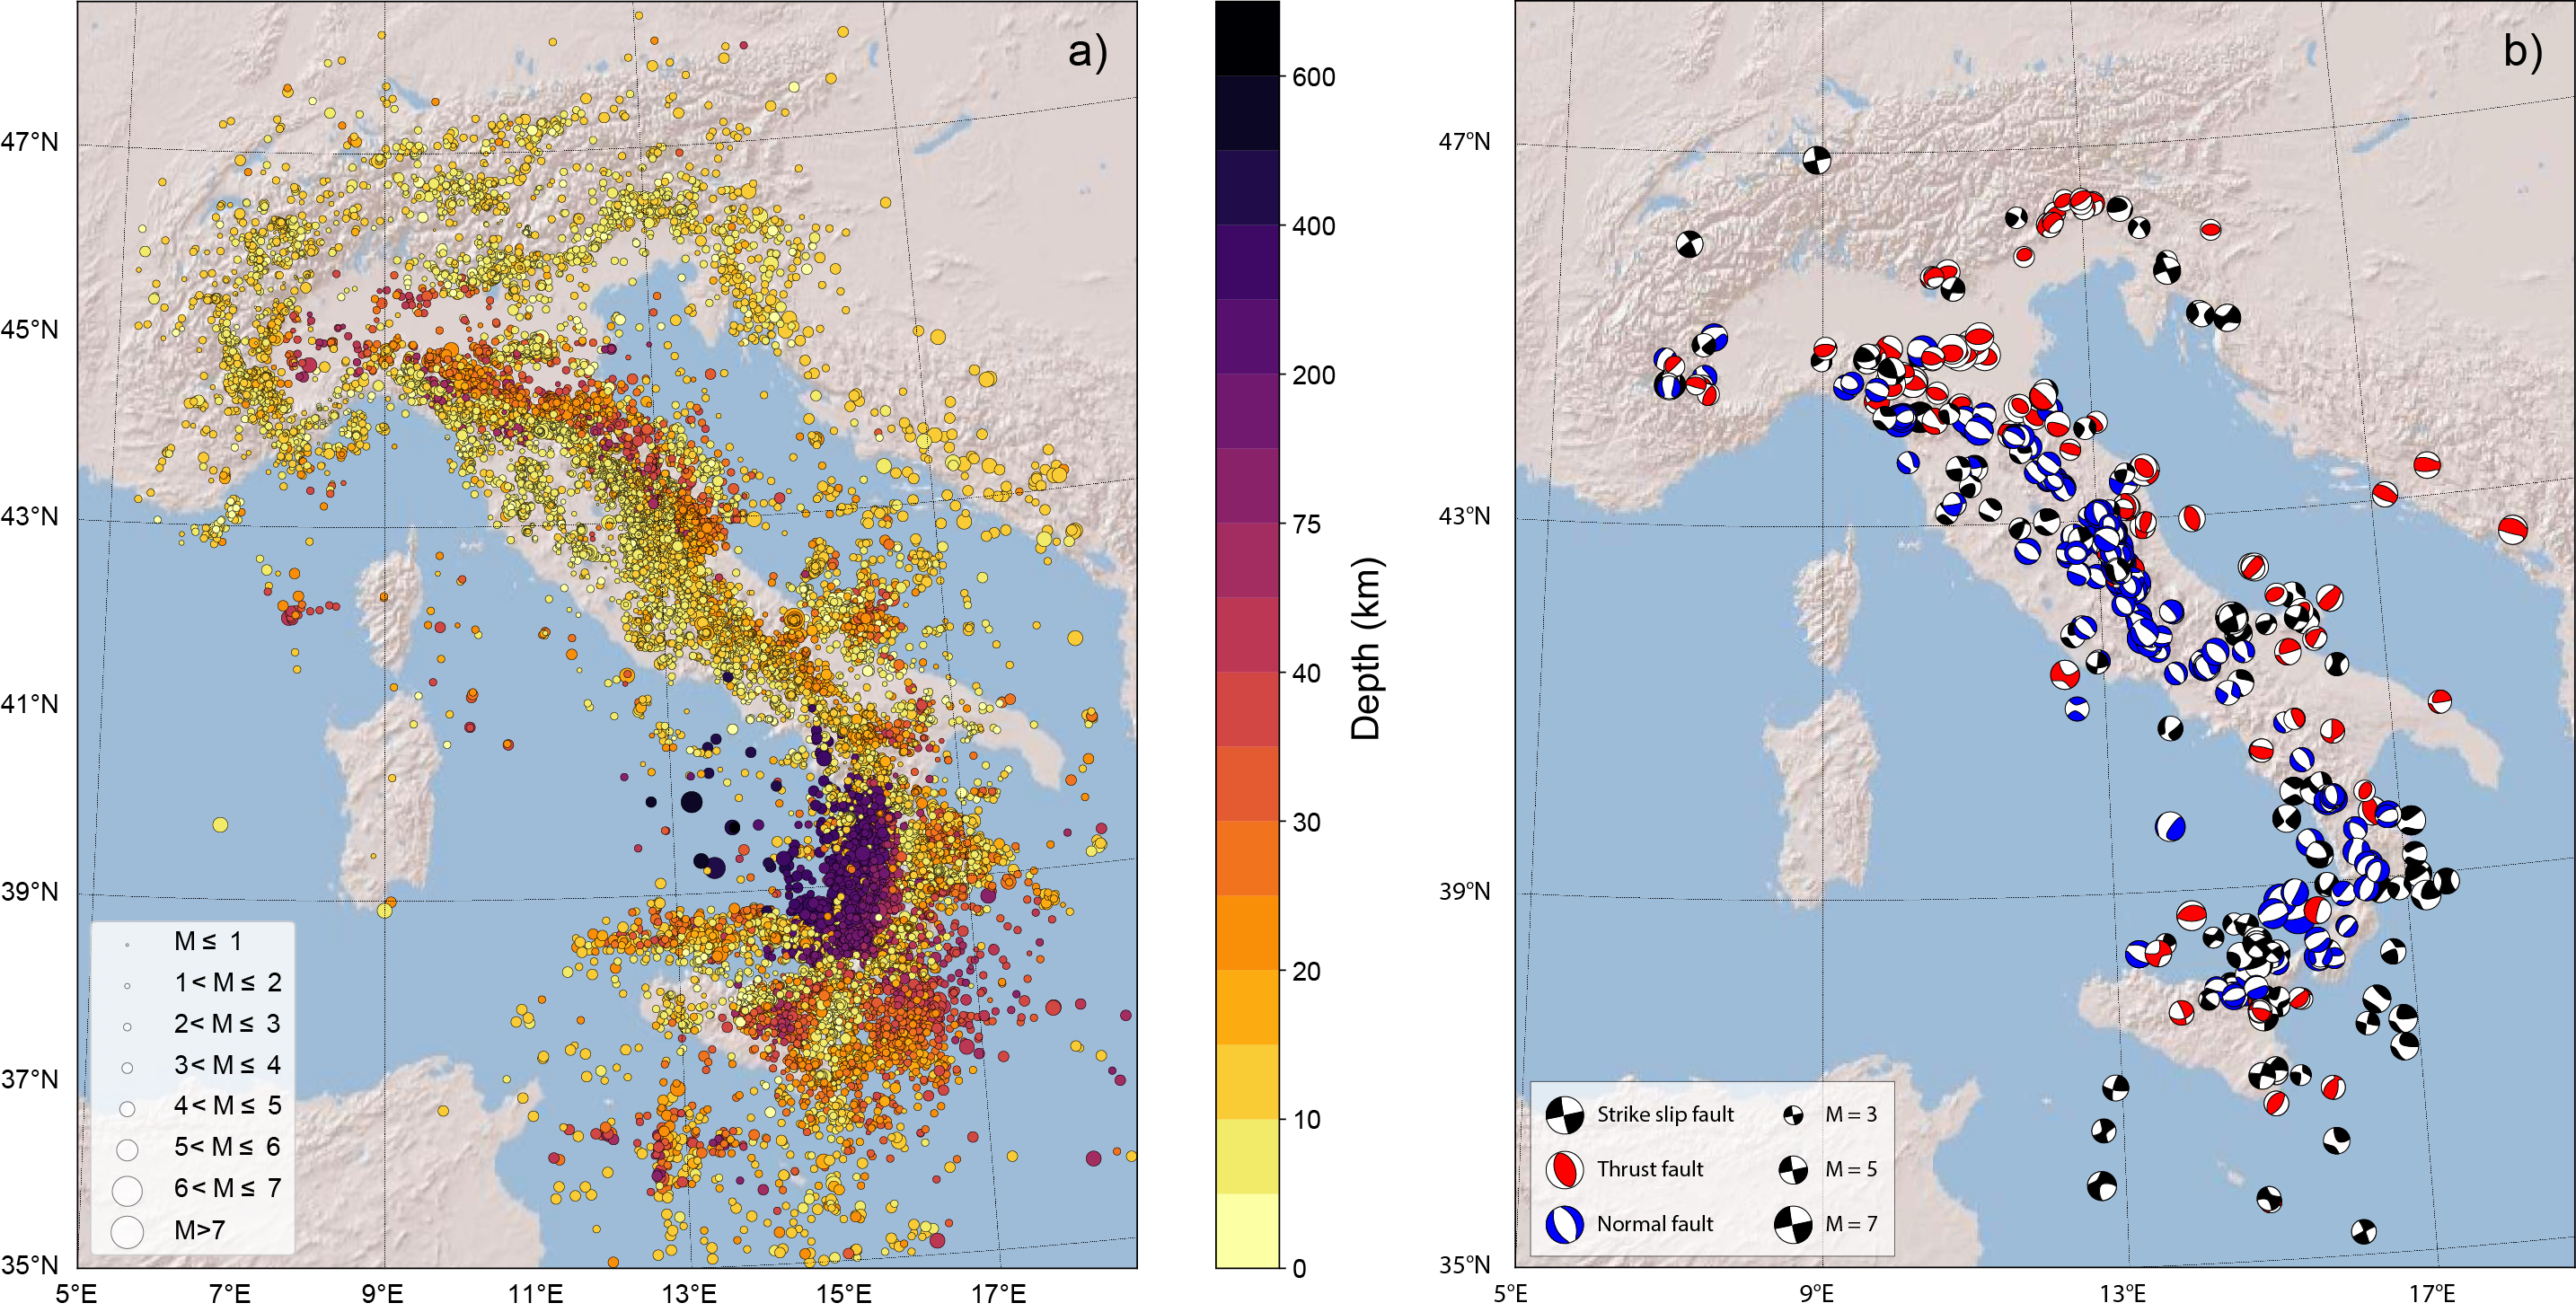 a)
47°N
45°N
43°N
41°N
39°N
37°N
35°N
5°E 7°E 9°E 11°E 13°E 15°E 17°E
M ≤ 1
1 < M ≤ 2
2 < M ≤ 3
3 < M ≤ 4
4 < M ≤ 5
5 < M ≤ 6
6 < M ≤ 7
M>7
600
400
200
75
40
30
20
10
0
Depth (km)
b)
47°N
43°N
39°N
35°N
5°E 9°E 13°E 17°E
Strike slip fault M = 3
Thrust fault M = 5
Normal fault M = 7